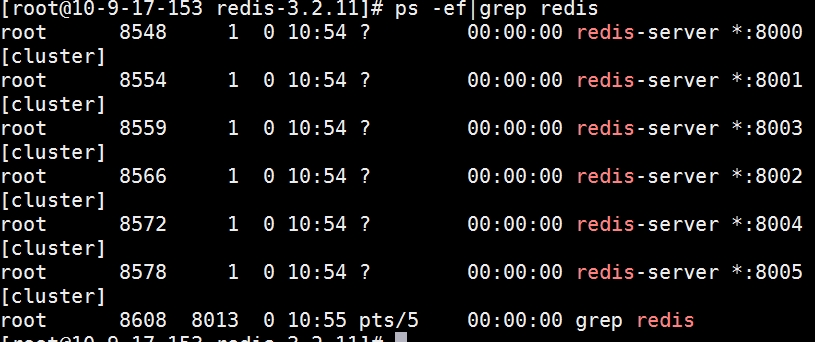 [root@10-9-17-153 redis-3.2.11]# ps -ef|grep redis
root      8548     1  0 10:54 ?        00:00:00 redis-server *:8000
[cluster]
root      8554     1  0 10:54 ?        00:00:00 redis-server *:8001
[cluster]
root      8559     1  0 10:54 ?        00:00:00 redis-server *:8003
[cluster]
root      8566     1  0 10:54 ?        00:00:00 redis-server *:8002
[cluster]
root      8572     1  0 10:54 ?        00:00:00 redis-server *:8004
[cluster]
root      8578     1  0 10:54 ?        00:00:00 redis-server *:8005
[cluster]
root      8608  8013  0 10:55 pts/5    00:00:00 grep redis
[root@10-9-17-153 redis-3.2.11]#